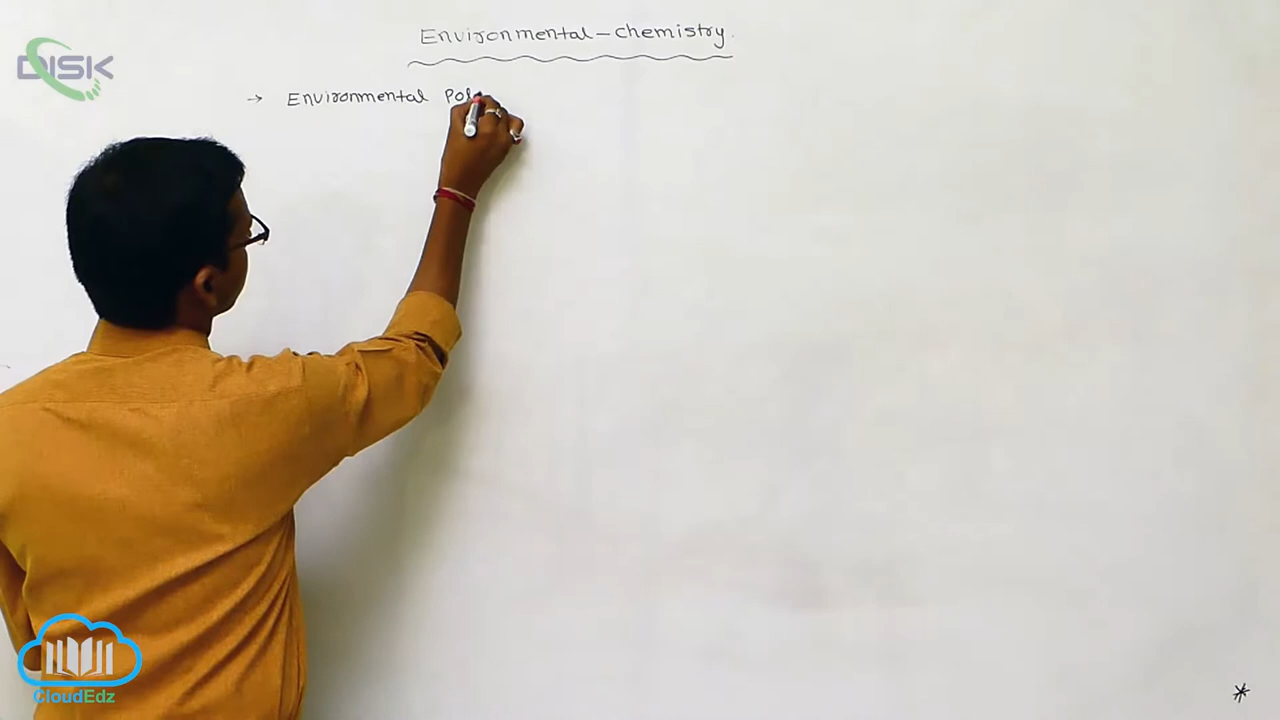 Environmental-chemistry.
DISK
→ Environmental Pol
CloudEdz
*